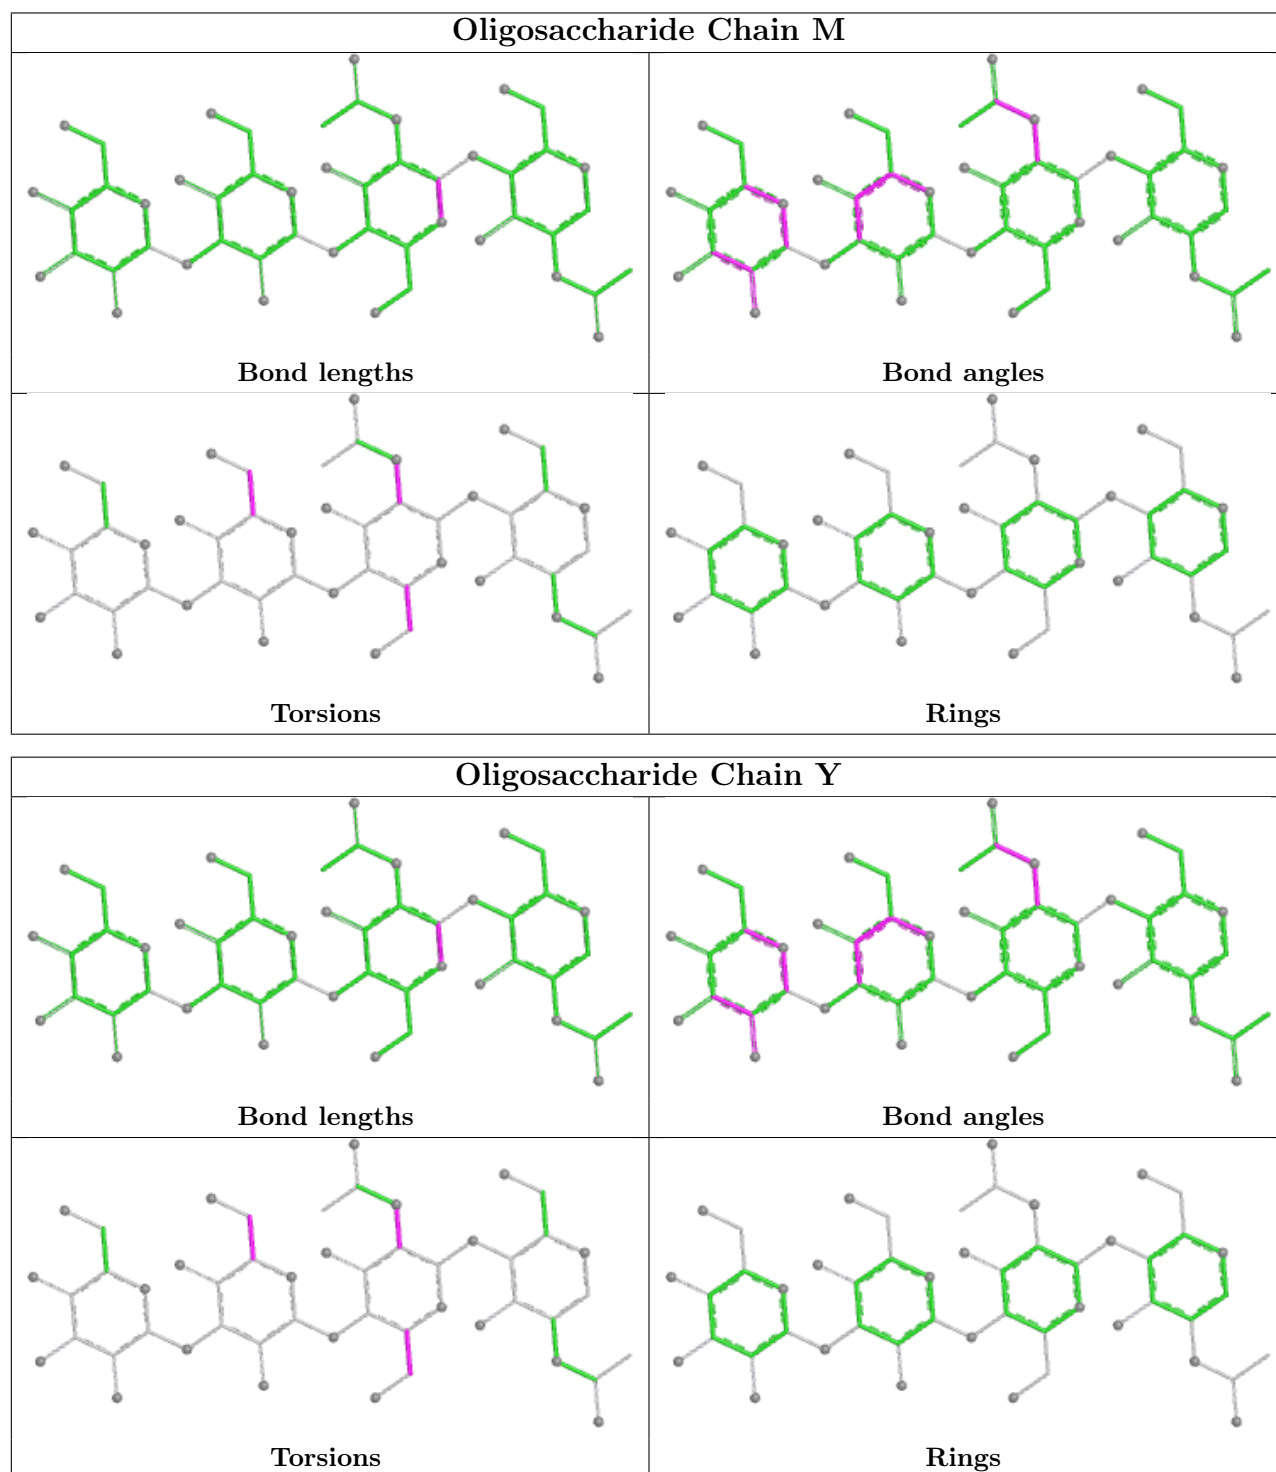 Oligosaccharide Chain M
Bond lengths
Bond angles
Torsions
Rings
Oligosaccharide Chain Y
Bond lengths
Bond angles
Torsions
Rings